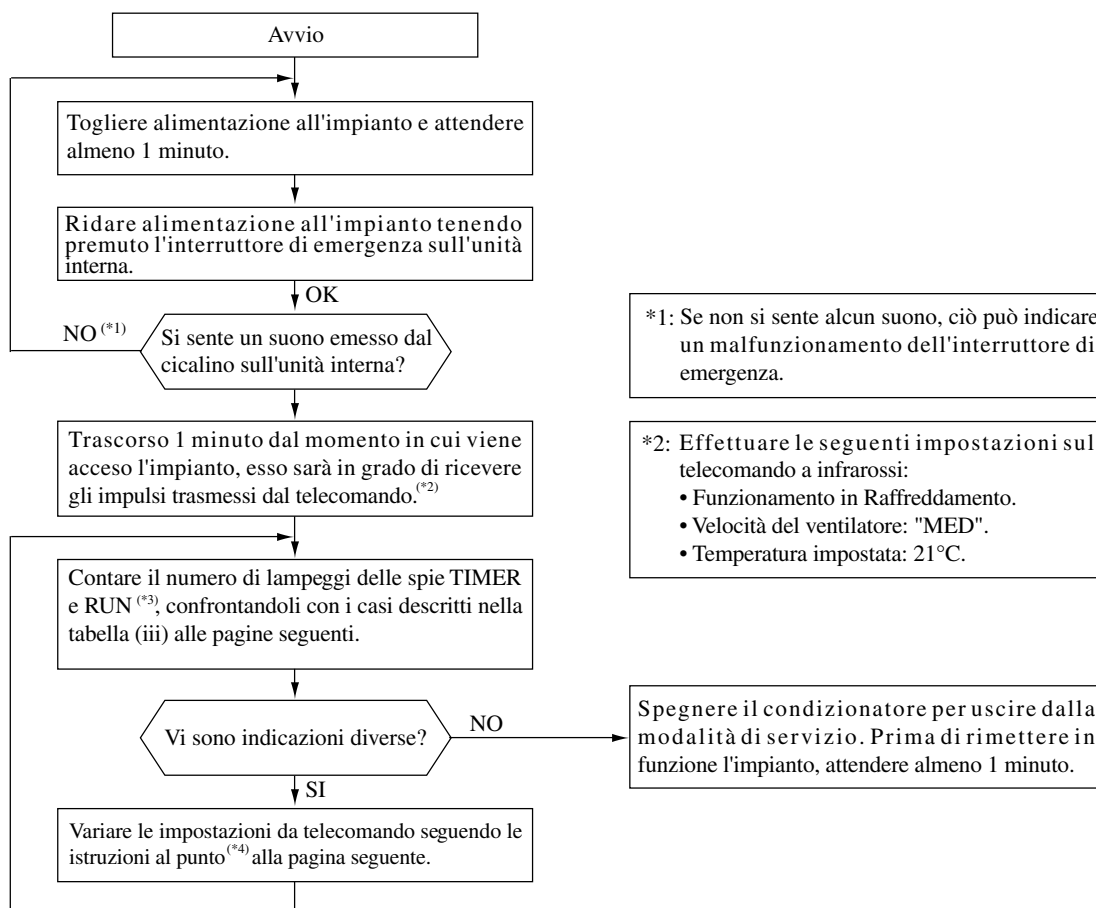 Avvio
Togliere alimentazione all'impianto e attendere
almeno 1 minuto.
Ridare alimentazione all'impianto tenendo
premuto l'interruttore di emergenza sull'unità
interna.
OK
NO (*1)
Si sente un suono emesso dal
cicalino sull'unità interna?
*1: Se non si sente alcun suono, ciò può indicare
un malfunzionamento dell'interruttore di
emergenza.
Trascorso 1 minuto dal momento in cui viene
acceso l'impianto, esso sarà in grado di ricevere
gli impulsi trasmessi dal telecomando.(*2)
*2: Effettuare le seguenti impostazioni sul
telecomando a infrarossi:
• Funzionamento in Raffreddamento.
• Velocità del ventilatore: "MED".
• Temperatura impostata: 21°C.
Contare il numero di lampeggi delle spie TIMER
e RUN (*3), confrontandoli con i casi descritti nella
tabella (iii) alle pagine seguenti.
Vi sono indicazioni diverse?
NO
Spegnere il condizionatore per uscire dalla
modalità di servizio. Prima di rimettere in
funzione l'impianto, attendere almeno 1 minuto.
SI
Variare le impostazioni da telecomando seguendo le
istruzioni al punto(*4) alla pagina seguente.